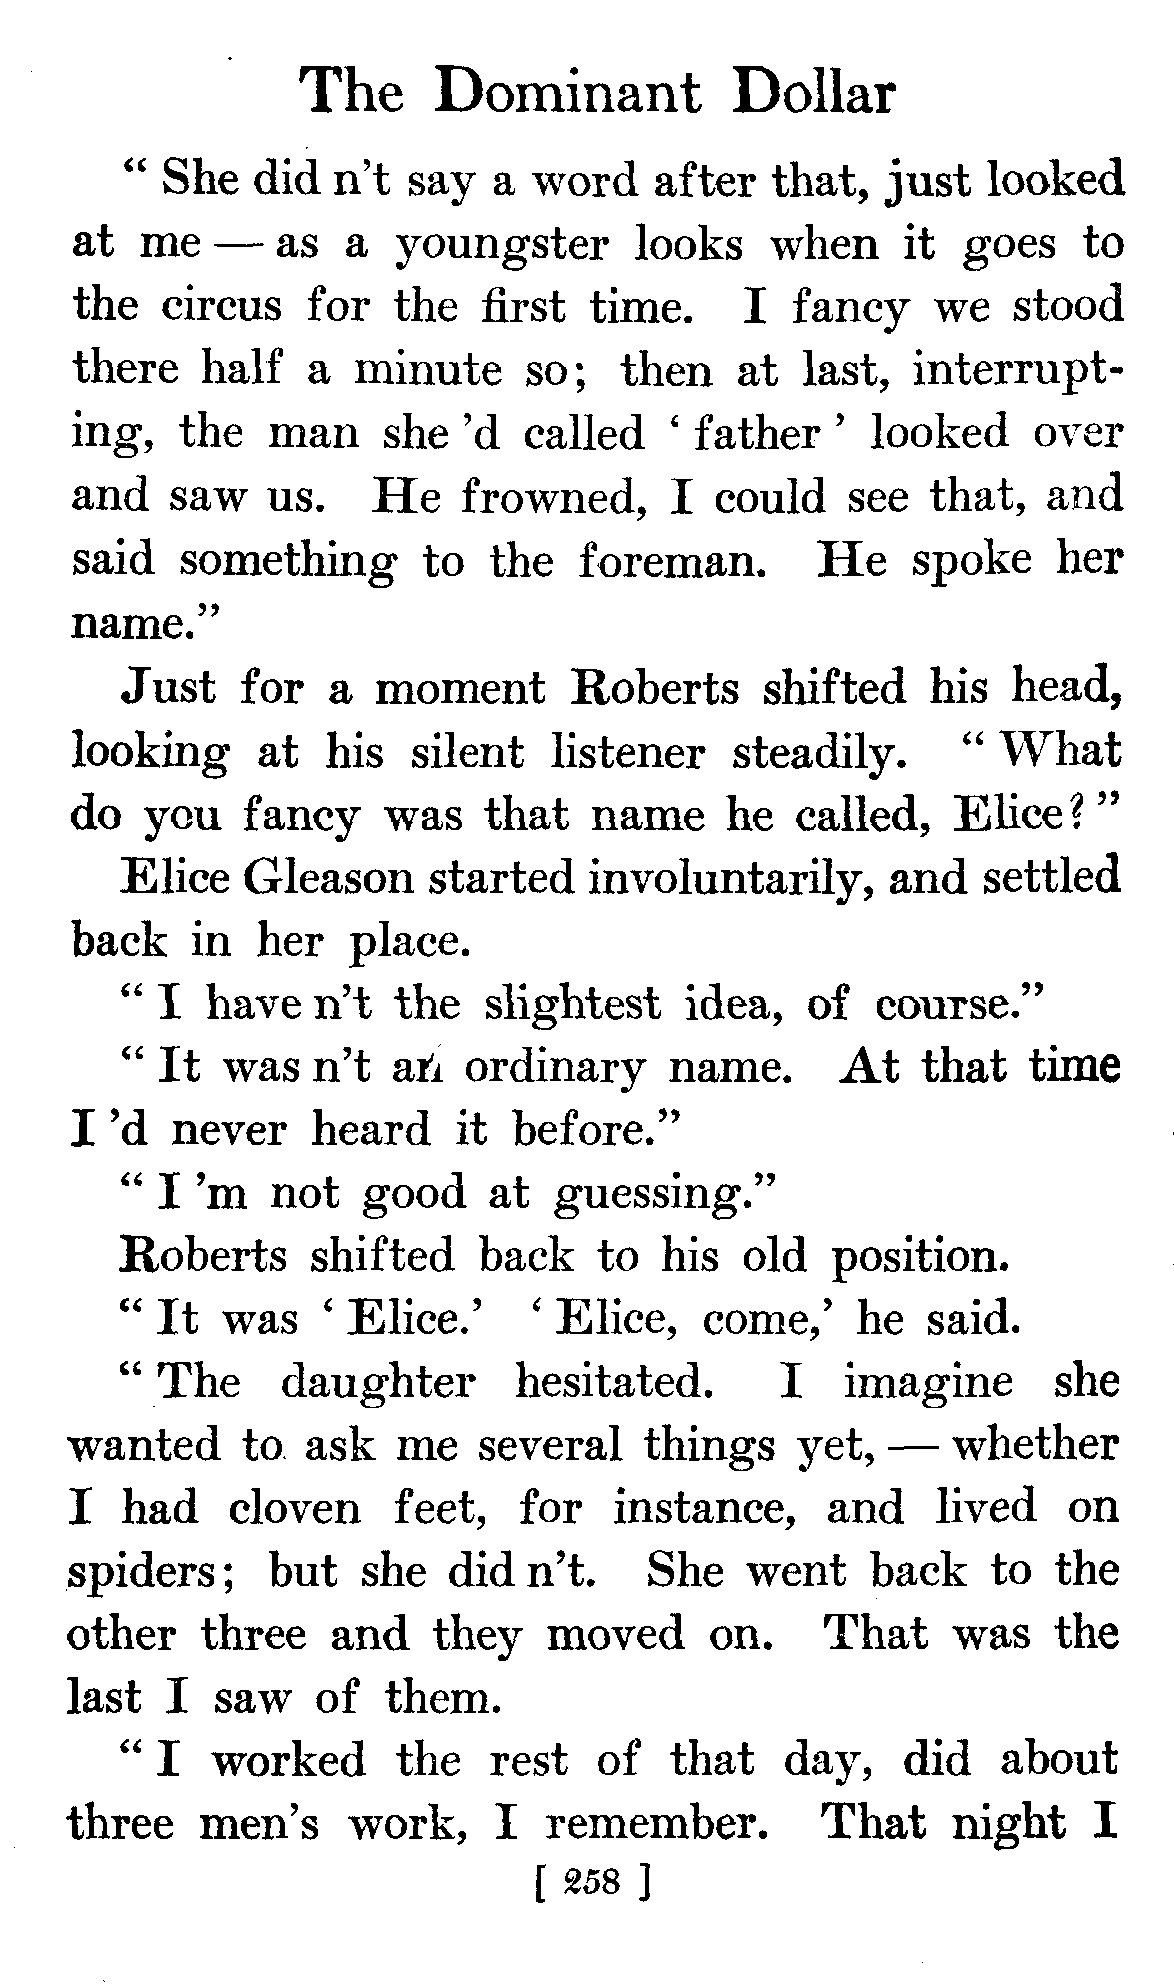 The Dominant Dollar
“ She did n’t say a word after that, just looked
at me — as a youngster looks when it goes to
the circus for the first time. I fancy we stood
there half a minute so; then at last, interrupt-
ing, the man she ’d called ‘ father ’ looked over
and saw us. He frowned, I could see that, and
said something to the foreman. He spoke her
name.”
Just for a moment Roberts shifted his head,
looking at his silent listener steadily. “ What
do you fancy was that name he called, Elice? ”
Elice Gleason started involuntarily, and settled
back in her place.
“ I have n’t the slightest idea, of course.”
“ It was n’t an ordinary name. At that time
I ’d never heard it before.”
“ I ’m not good at guessing.”
Roberts shifted back to his old position.
“ It was ‘ Elice.’ ‘ Elice, come,’ he said.
“ The daughter hesitated. I imagine she
wanted to ask me several things yet, — whether
I had cloven feet, for instance, and lived on
spiders; but she did n’t. She went back to the
other three and they moved on. That was the
last I saw of them.
“ I worked the rest of that day, did about
three men’s work, I remember. That night I
[ 258 ]